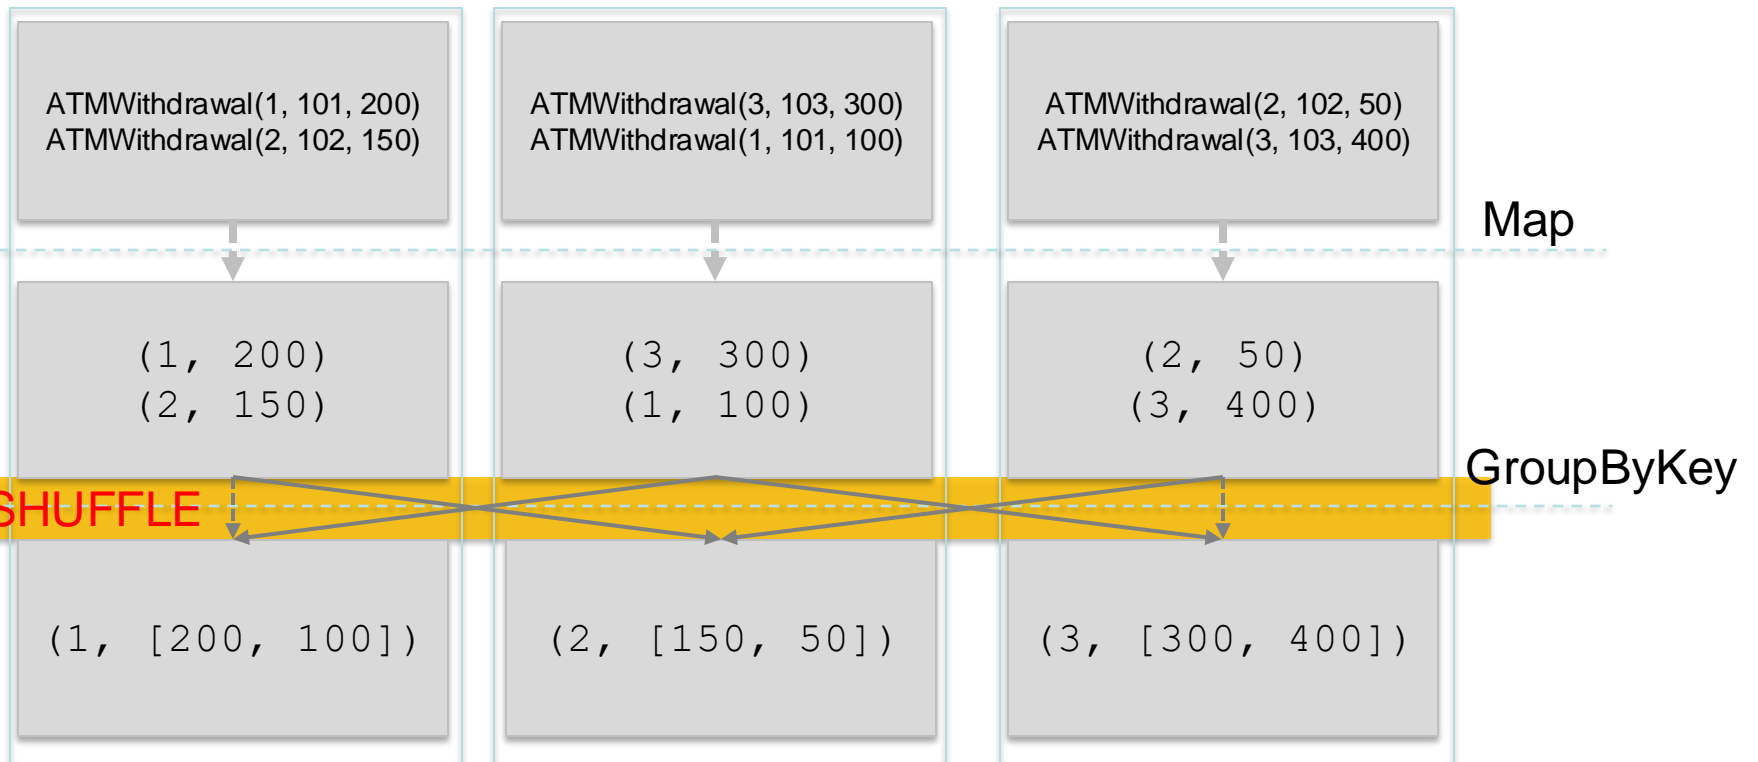 ATMWithdrawal(1, 101, 200)
ATMWithdrawal(2, 102, 150)
ATMWithdrawal(3, 103, 300)
ATMWithdrawal(1, 101, 100)
ATMWithdrawal(2, 102, 50)
ATMWithdrawal(3, 103, 400)
Map
(1, 200)
(2, 150)
(3, 300)
(1, 100)
(2, 50)
(3, 400)
GroupByKey
SHUFFLE
(1, [200, 100])
(2, [150, 50])
(3, [300, 400])